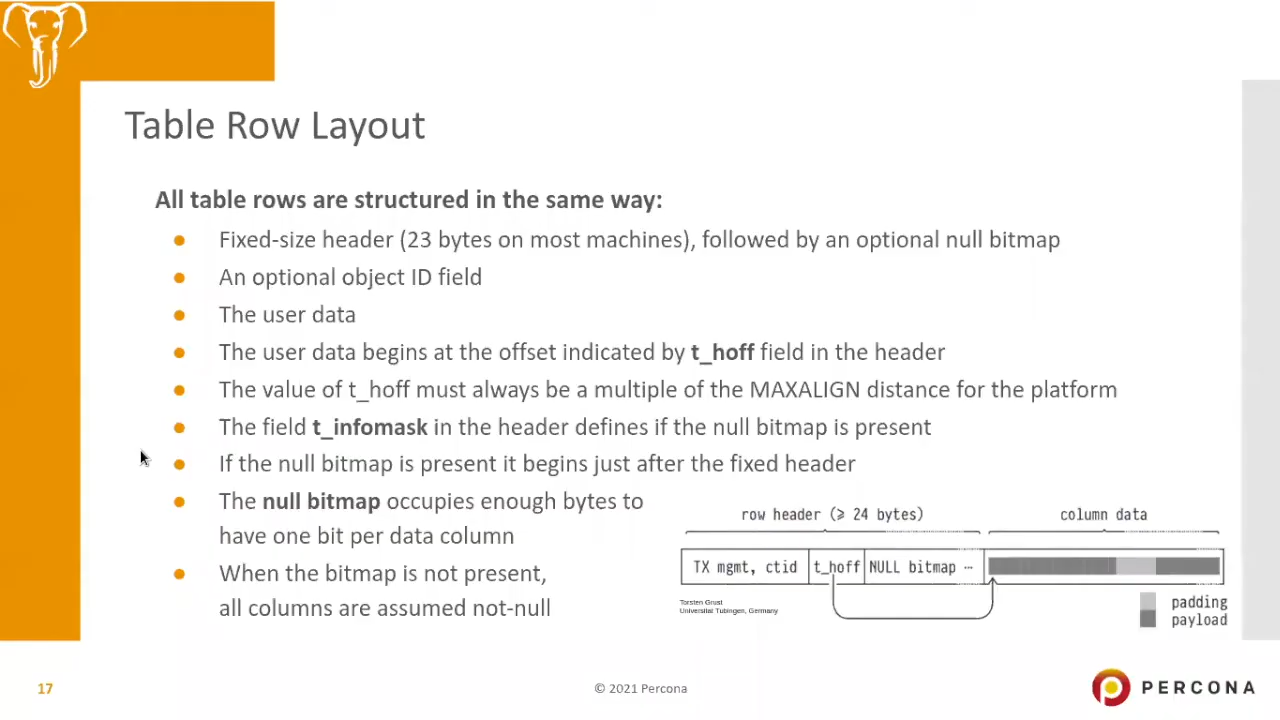 Table Row Layout
All table rows are structured in the same way:
● Fixed-size header (23 bytes on most machines), followed by an optional null bitmap
● An optional object ID field
● The user data
● The user data begins at the offset indicated by t_hoff field in the header
● The value of t_hoff must always be a multiple of the MAXALIGN distance for the platform
● The field t_infomask in the header defines if the null bitmap is present
● If the null bitmap is present it begins just after the fixed header
● The null bitmap occupies enough bytes to
have one bit per data column
● When the bitmap is not present,
all columns are assumed not-null
row header (⩾ 24 bytes)
column data
TX mgmt, ctid
t_hoff
NULL bitmap ⋯
Torsten Grust
Universität Tübingen, Germany
padding
payload
17
© 2021 Percona
PERCONA